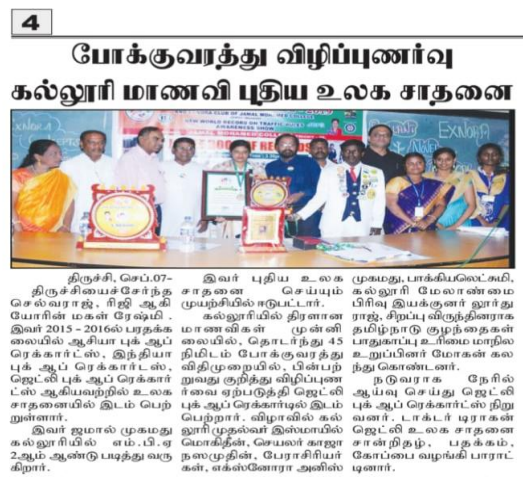 4
போக்குவரத்து விழிப்புணர்வு
கல்லூரி மாணவி புதிய உலக சாதனை
EXNORA
திருச்சி, செப்.07-
திருச்சியைச்சேர்ந்த
செல்வராஜ், ரிஜி ஆகி
யோரின் மகள் ரேஷ்மி .
இவர் 2015 - 2016ல் பரதக்க
லையில் ஆசியா புக் ஆப்
ரெக்கார்ட்ஸ், இந்தியா
புக் ஆப் ரெக்கார்டஸ்,
ஜெட்லி புக் ஆப் ரெக்கார்
ட்ஸ் ஆகியவற்றில் உலக
சாதனையில் இடம் பெற்
றுள்ளார்.
இவர் ஜமால் முகமது
கல்லூரியில் எம்.பி.ஏ
2ஆம் ஆண்டு படித்து வரு
கிறார்.
இவர் புதிய உலக
சாதனை செய்யும்
முயற்சியில் ஈடுபட்டார்.
கல்லூரியில் திரளான
மாணவிகள் முன்னி
லையில், தொடர்ந்து 45
நிமிடம் போக்குவரத்து
விதிமுறையில், பின்பற்
றுவது குறித்து விழிப்புண
ர்வை ஏற்படுத்தி ஜெட்லி
புக் ஆப் ரெக்கார்டில் இடம்
பெற்றார். விழாவில் கல்
லூரி முதல்வர் இஸ்மாயில்
மொகிதீன், செயலர் காஜா
நஸமுதின், பேராசிரியர்
கள், எக்ஸ்னோரா அனிஸ்
முகமது, பாக்கியலெட்சுமி,
கல்லூரி மேலாண்மை
பிரிவு இயக்குனர் லூர்து
ராஜ், சிறப்பு விருந்தினராக
தமிழ்நாடு குழந்தைகள்
பாதுகாப்பு உரிமை மாநில
உறுப்பினர் மோகன் கல
ந்து கொண்டனர்.
நடுவராக நேரில்
ஆய்வு செய்து ஜெட்லி
புக் ஆப் ரெக்கார்ஸ் நிறு
வனர். டாக்டர் டிராகன்
ஜெட்லி உலக சாதனை
சான்றிதழ், பதக்கம்,
கோப்பை வழங்கி பாராட்
டினார்.